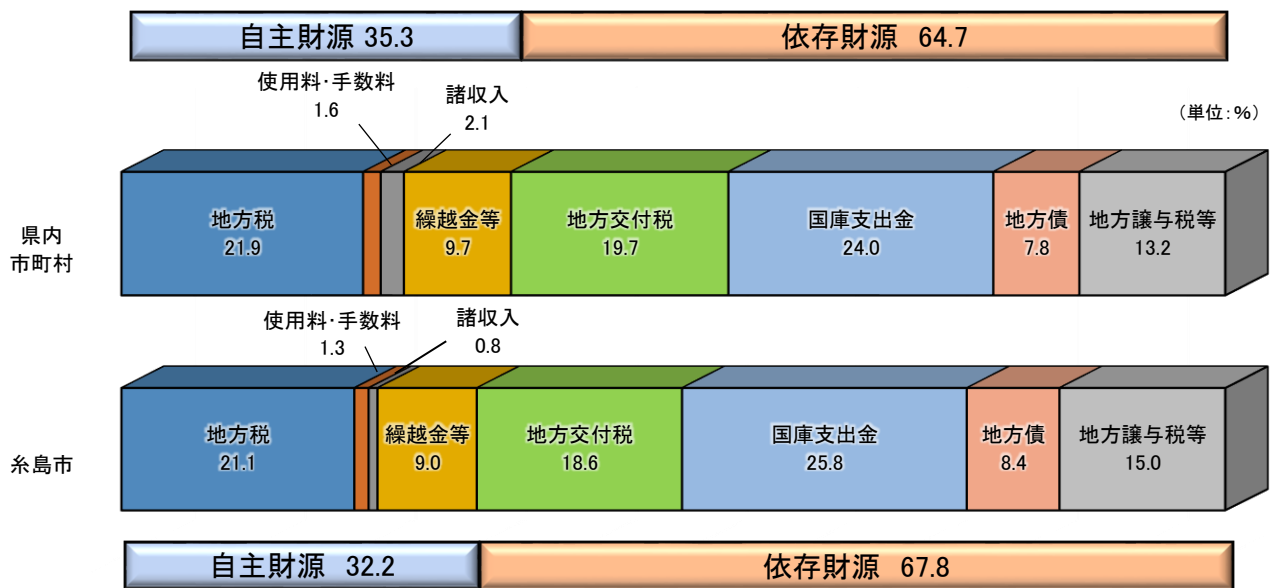 自主財源 35.3
依存財源 64.7
使用料・手数料
1.6
諸収入
2.1
（単位：%）
県内
市町村
地方税
21.9
繰越金等
9.7
地方交付税
19.7
国庫支出金
24.0
地方債
7.8
地方譲与税等
13.2
使用料・手数料
1.3
諸収入
0.8
糸島市
地方税
21.1
繰越金等
9.0
地方交付税
18.6
国庫支出金
25.8
地方債
8.4
地方譲与税等
15.0
自主財源 32.2
依存財源 67.8